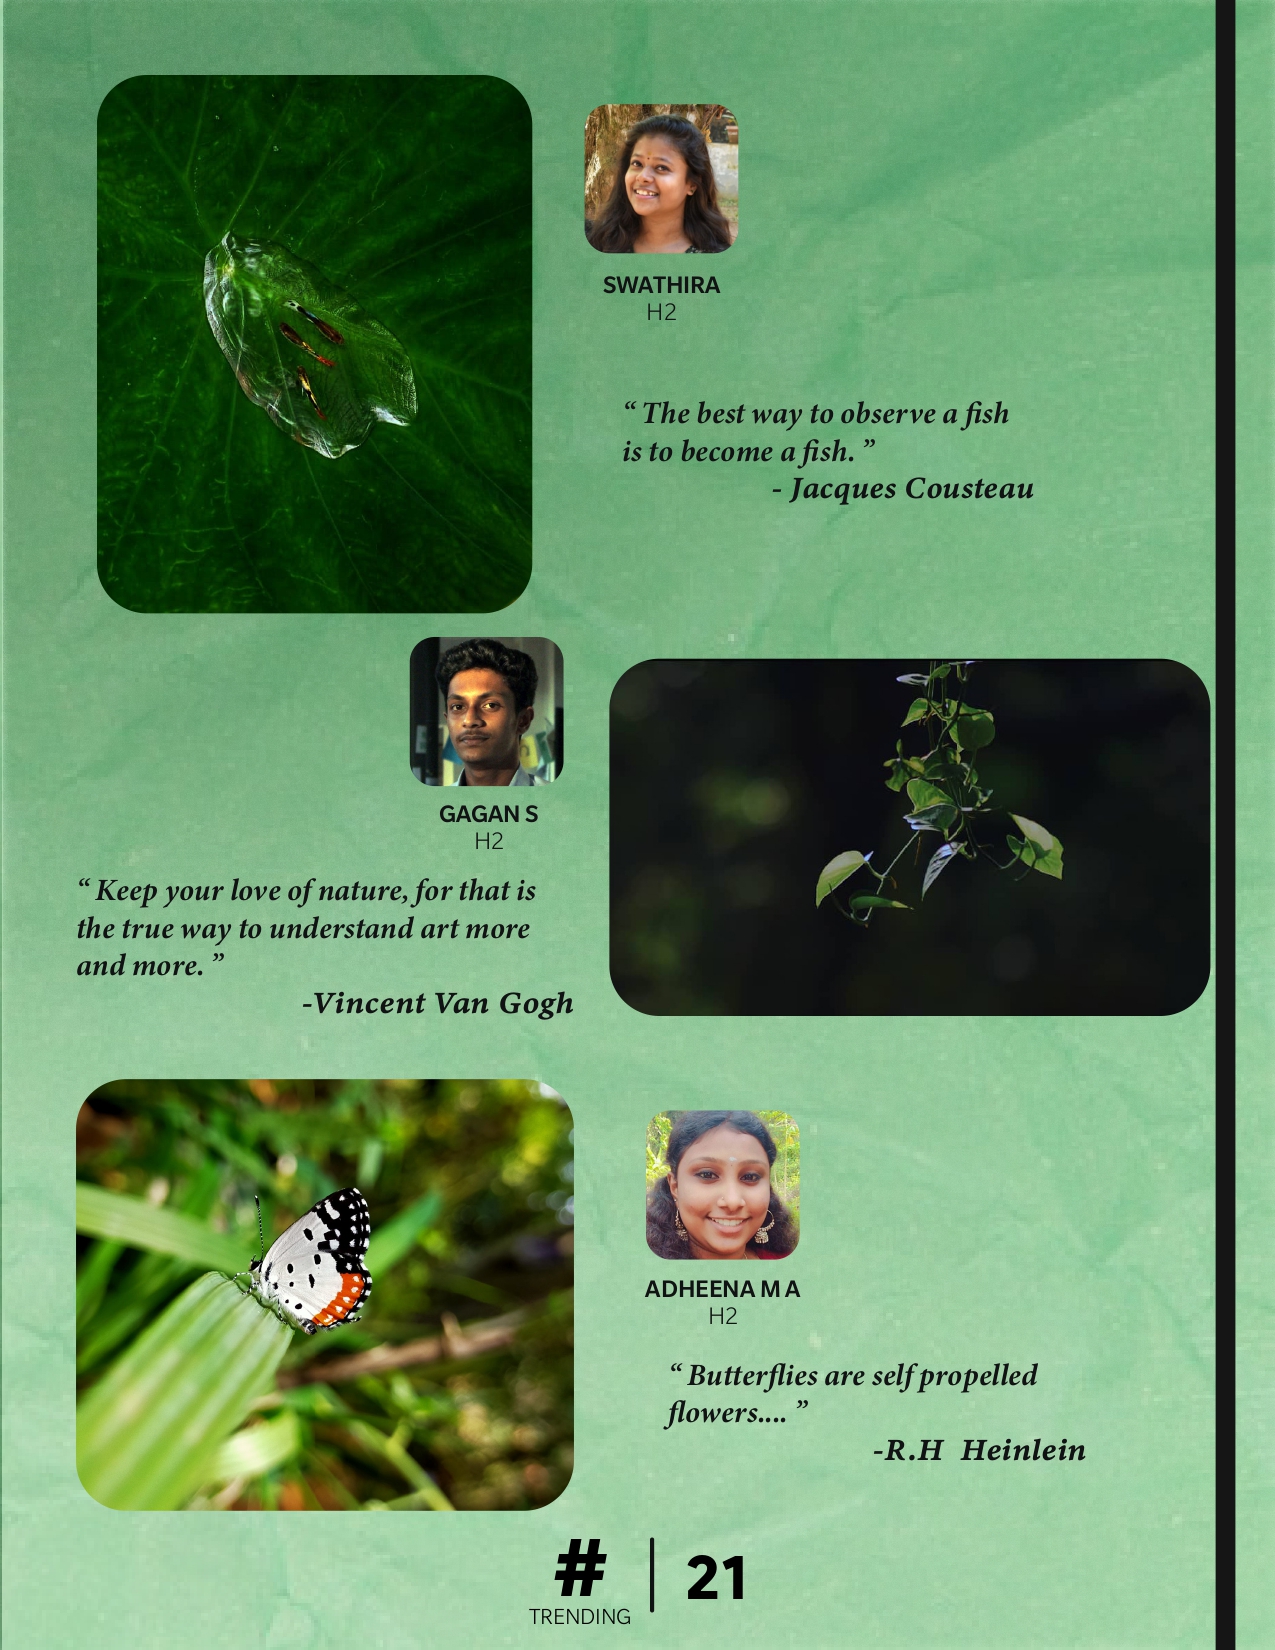 SWATHIRA
H2
“ The best way to observe a fish
is to become a fish. ”
- Jacques Cousteau
GAGAN S
H2
“ Keep your love of nature, for that is
the true way to understand art more
and more. ”
-Vincent Van Gogh
ADHEENA M A
H2
“ Butterflies are self propelled
flowers.... ”
-R.H  Heinlein
# | 21
TRENDING